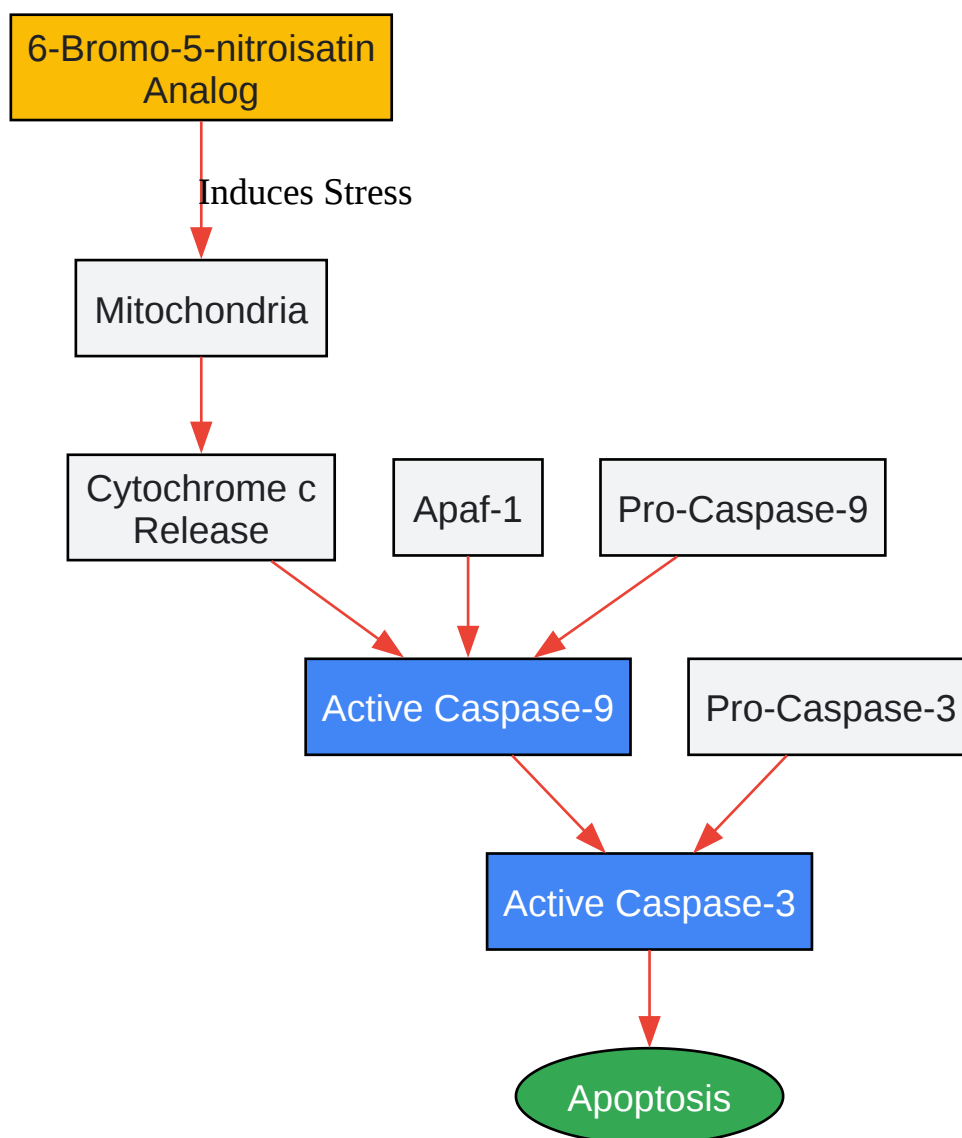 6-Bromo-5-nitroisatin
Analog
Induces Stress
Mitochondria
Cytochrome c
Release
Apaf-1
Pro-Caspase-9
Active Caspase-9
Pro-Caspase-3
Active Caspase-3
Apoptosis